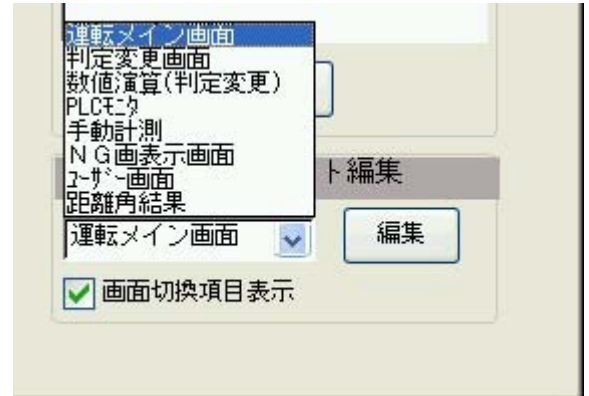 運転メイン画面
判定変更画面
数値演算(判定変更)
PLCﾓﾆﾀ
手動計測
ＮＧ画表示画面
ﾕｰｻﾞｰ画面
距離角結果
ト編集
運転メイン画面
編集
画面切換項目表示